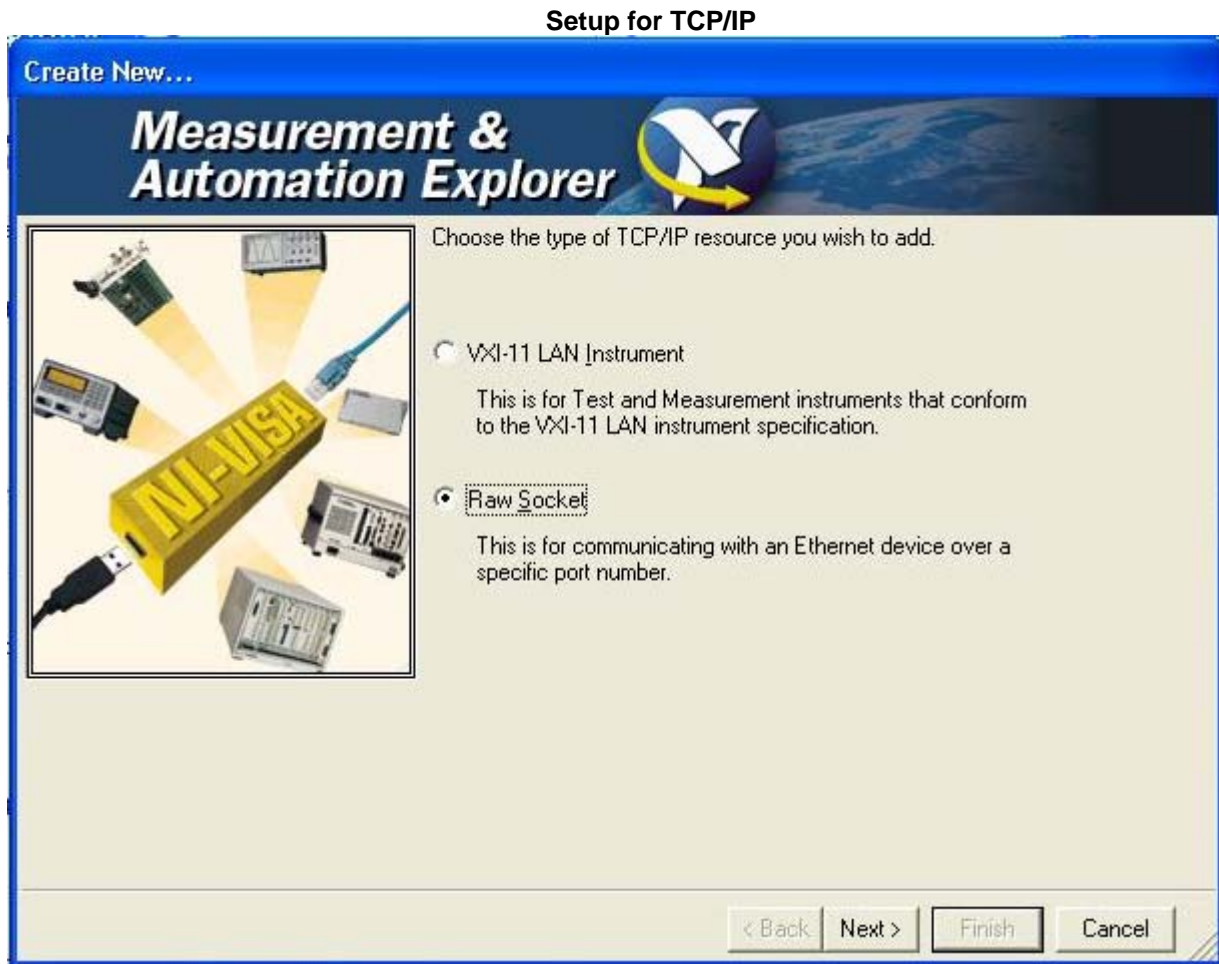 Setup for TCP/IP
Create New...
Measurement &
Automation Explorer
Choose the type of TCP/IP resource you wish to add.
NI-VISA
VXI-11 LAN Instrument
This is for Test and Measurement instruments that conform
to the VXI-11 LAN instrument specification.
Raw Socket
This is for communicating with an Ethernet device over a
specific port number.
< Back Next > Finish Cancel